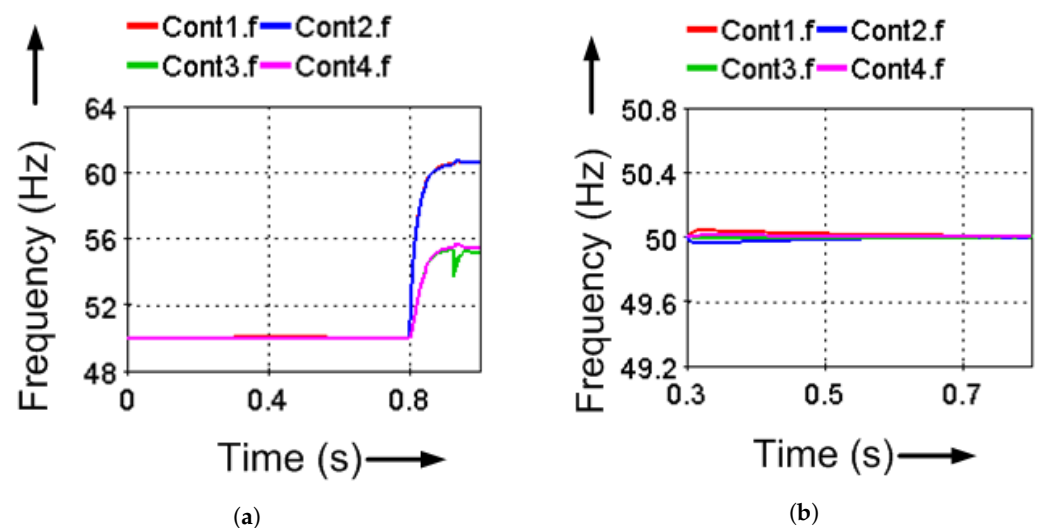 Cont1.f Cont2.f
Cont3.f Cont4.f
Frequency (Hz)
64
60
56
52
48
0 0.4 0.8
Time (s)
(a)
Cont1.f Cont2.f
Cont3.f Cont4.f
Frequency (Hz)
50.8
50.4
50
49.6
49.2
0.3 0.5 0.7
Time (s)
(b)